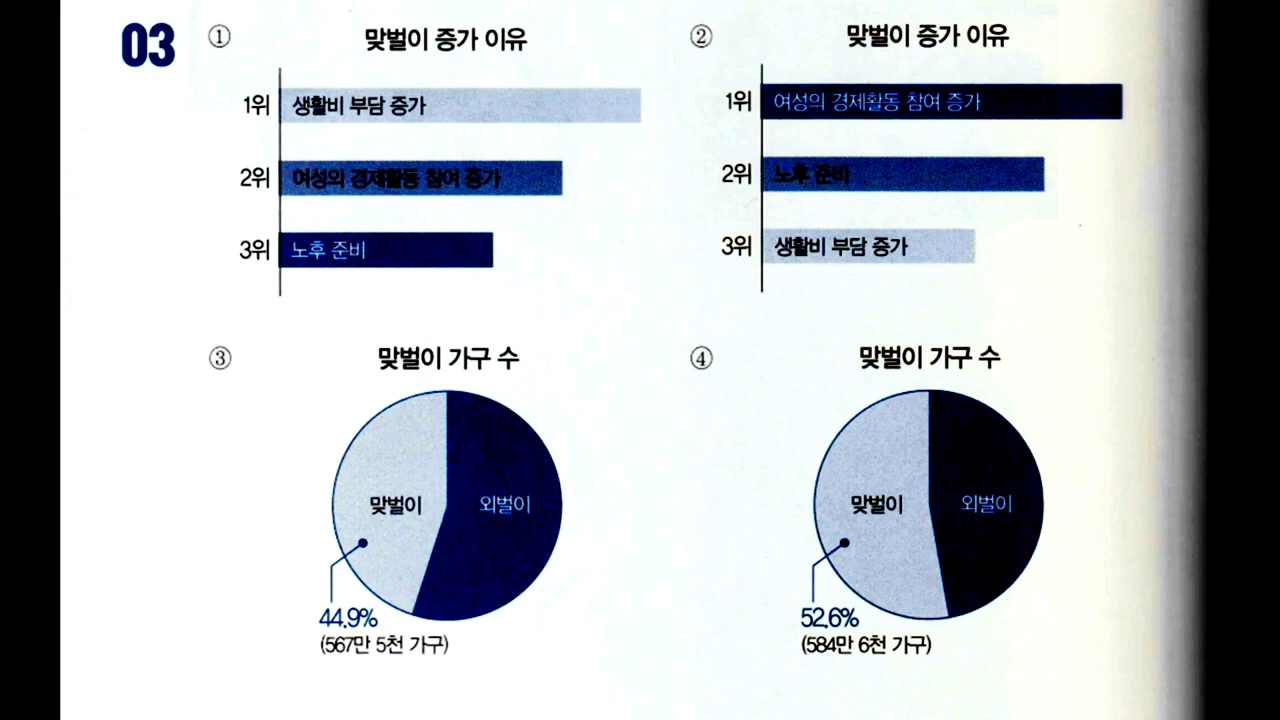 03
①
맞벌이 증가 이유
1위 생활비 부담 증가
2위 여성의 경제활동 참여 증가
3위 노후 준비
②
맞벌이 증가 이유
1위 여성의 경제활동 참여 증가
2위 노후 준비
3위 생활비 부담 증가
③
맞벌이 가구 수
맞벌이 외벌이
44.9%
(567만 5천 가구)
④
맞벌이 가구 수
맞벌이 외벌이
52.6%
(584만 6천 가구)